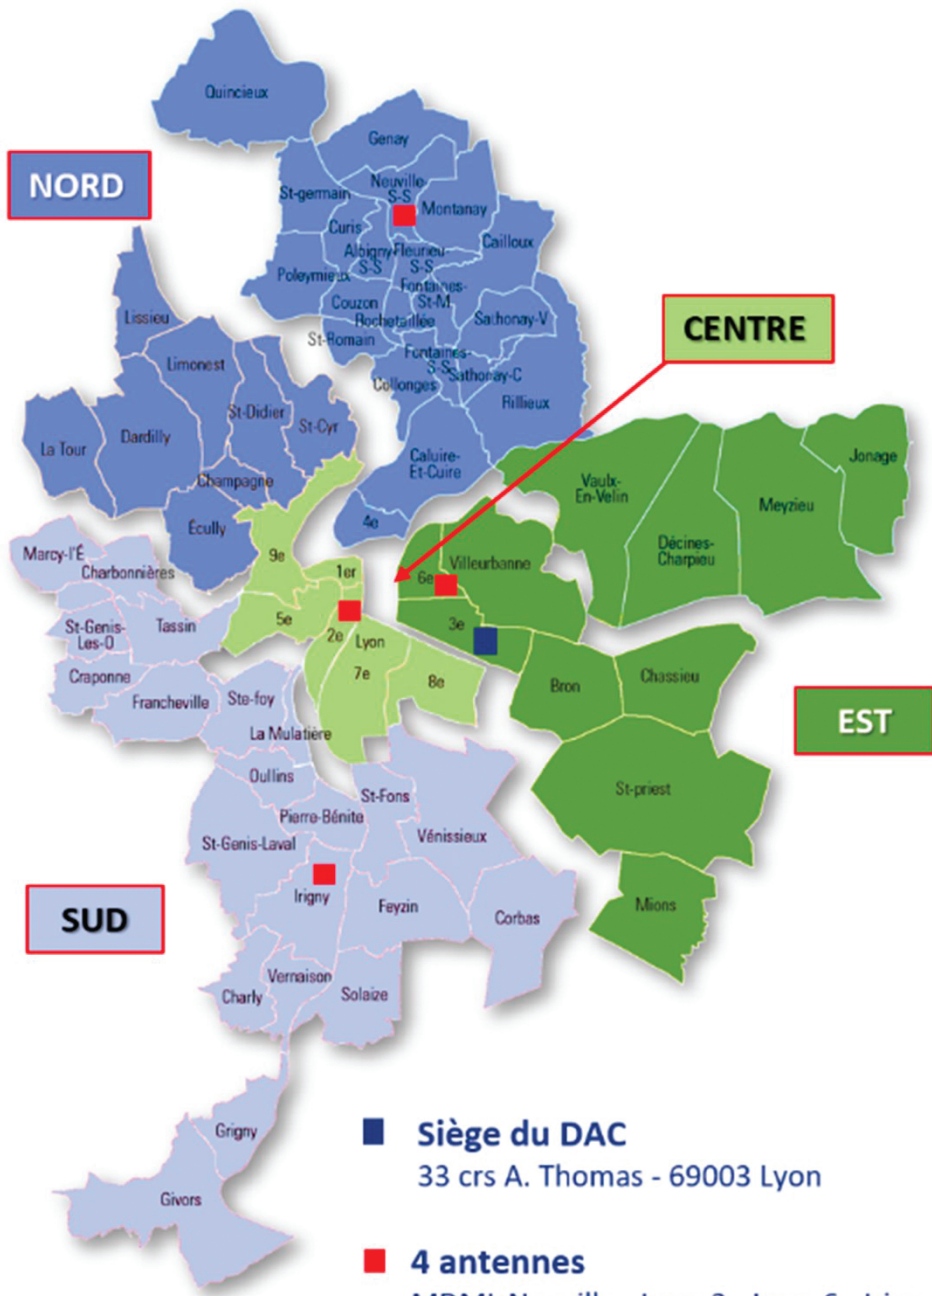 Quincieux
Genay
NORD
Neuville-
S-S
St-germain
Montanay
Curis
Cailloux
Albigny-
S-S
Fleurieu-
S-S
Poleymieux
Fontaines-
St-M
Couzon
Rochetaillée
Sathonay-V
Lissieu
CENTRE
St-Romain
Fontaines-
S-S
Limonest
Sathonay-C
Collonges
Rillieux
St-Didier
St-Cyr
La Tour
Dardilly
Caluire-
Et-Cuire
Jonage
Champagne
Vaulx-
En-Velin
Meyzieu
Écully
4e
Décines-
Charpieu
Marcy-l'É
9e
Villeurbanne
Charbonnières
1er
6e
5e
3e
St-Genis-
Les-O
Tassin
2e
Lyon
Craponne
7e
8e
Bron
Chassieu
Francheville
Ste-foy
EST
La Mulatière
Oullins
St-Fons
St-priest
Pierre-Bénite
Vénissieux
St-Genis-Laval
Irigny
Feyzin
Mions
SUD
Corbas
Vernaison
Charly
Solaize
Grigny
Siège du DAC
33 crs A. Thomas - 69003 Lyon
Givors
4 antennes